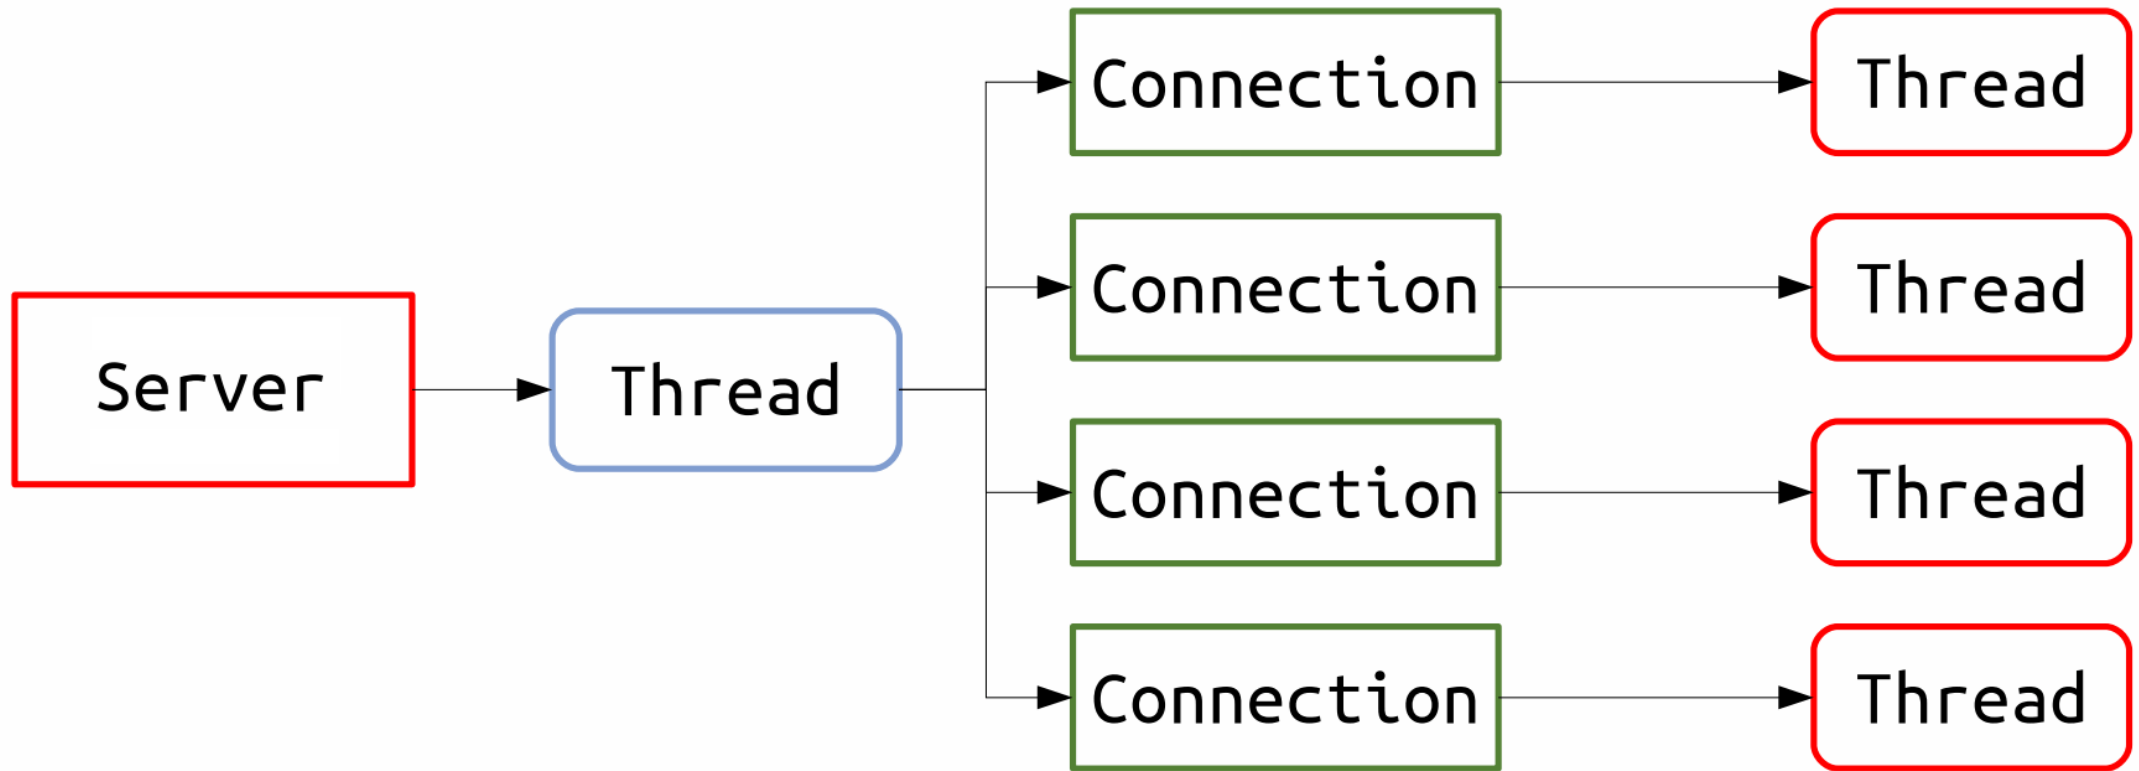 Connection
Thread
Connection
Thread
Server
Thread
Connection
Thread
Connection
Thread